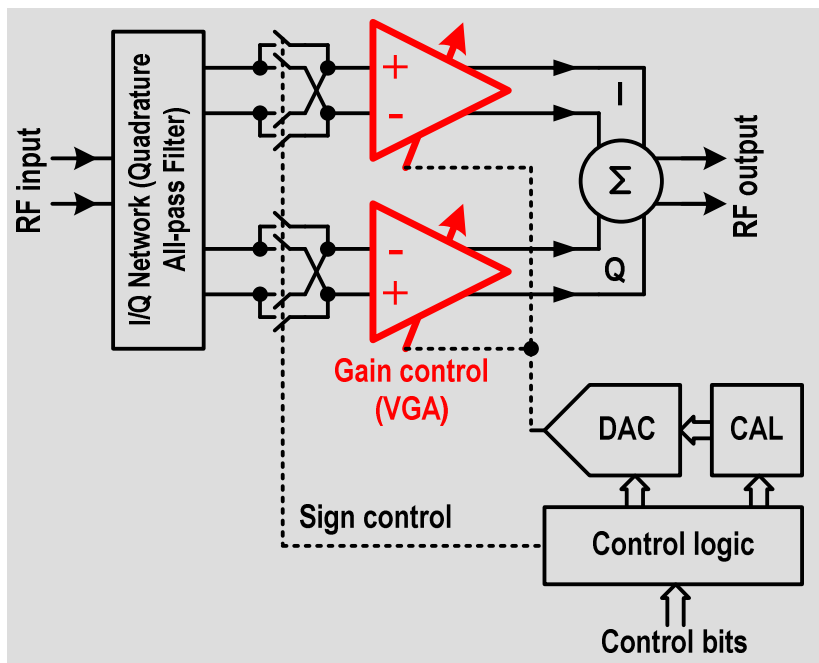 RF input
I/Q Network (Quadrature
All-pass Filter)
+
-
I
Σ
RF output
-
+
Q
Gain control
(VGA)
DAC
CAL
Sign control
Control logic
Control bits